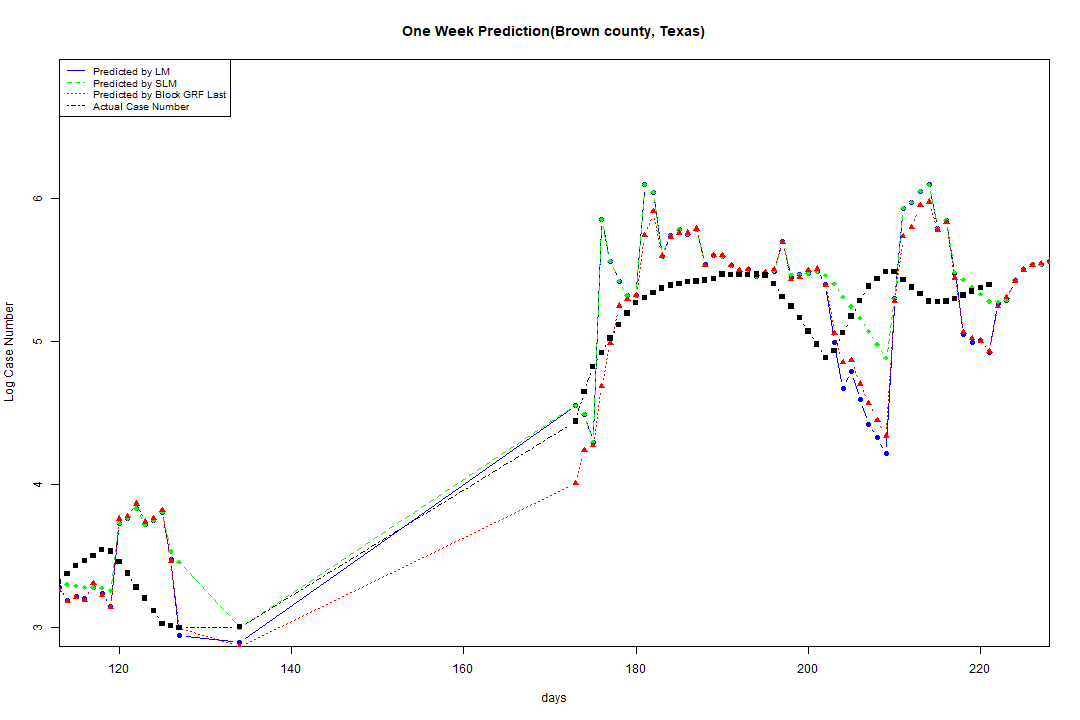 One Week Prediction(Brown county, Texas)
Predicted by LM
Predicted by SLM
Predicted by Block GRF Last
Actual Case Number
Log Case Number
6
5
4
3
120 140 160 180 200 220
days